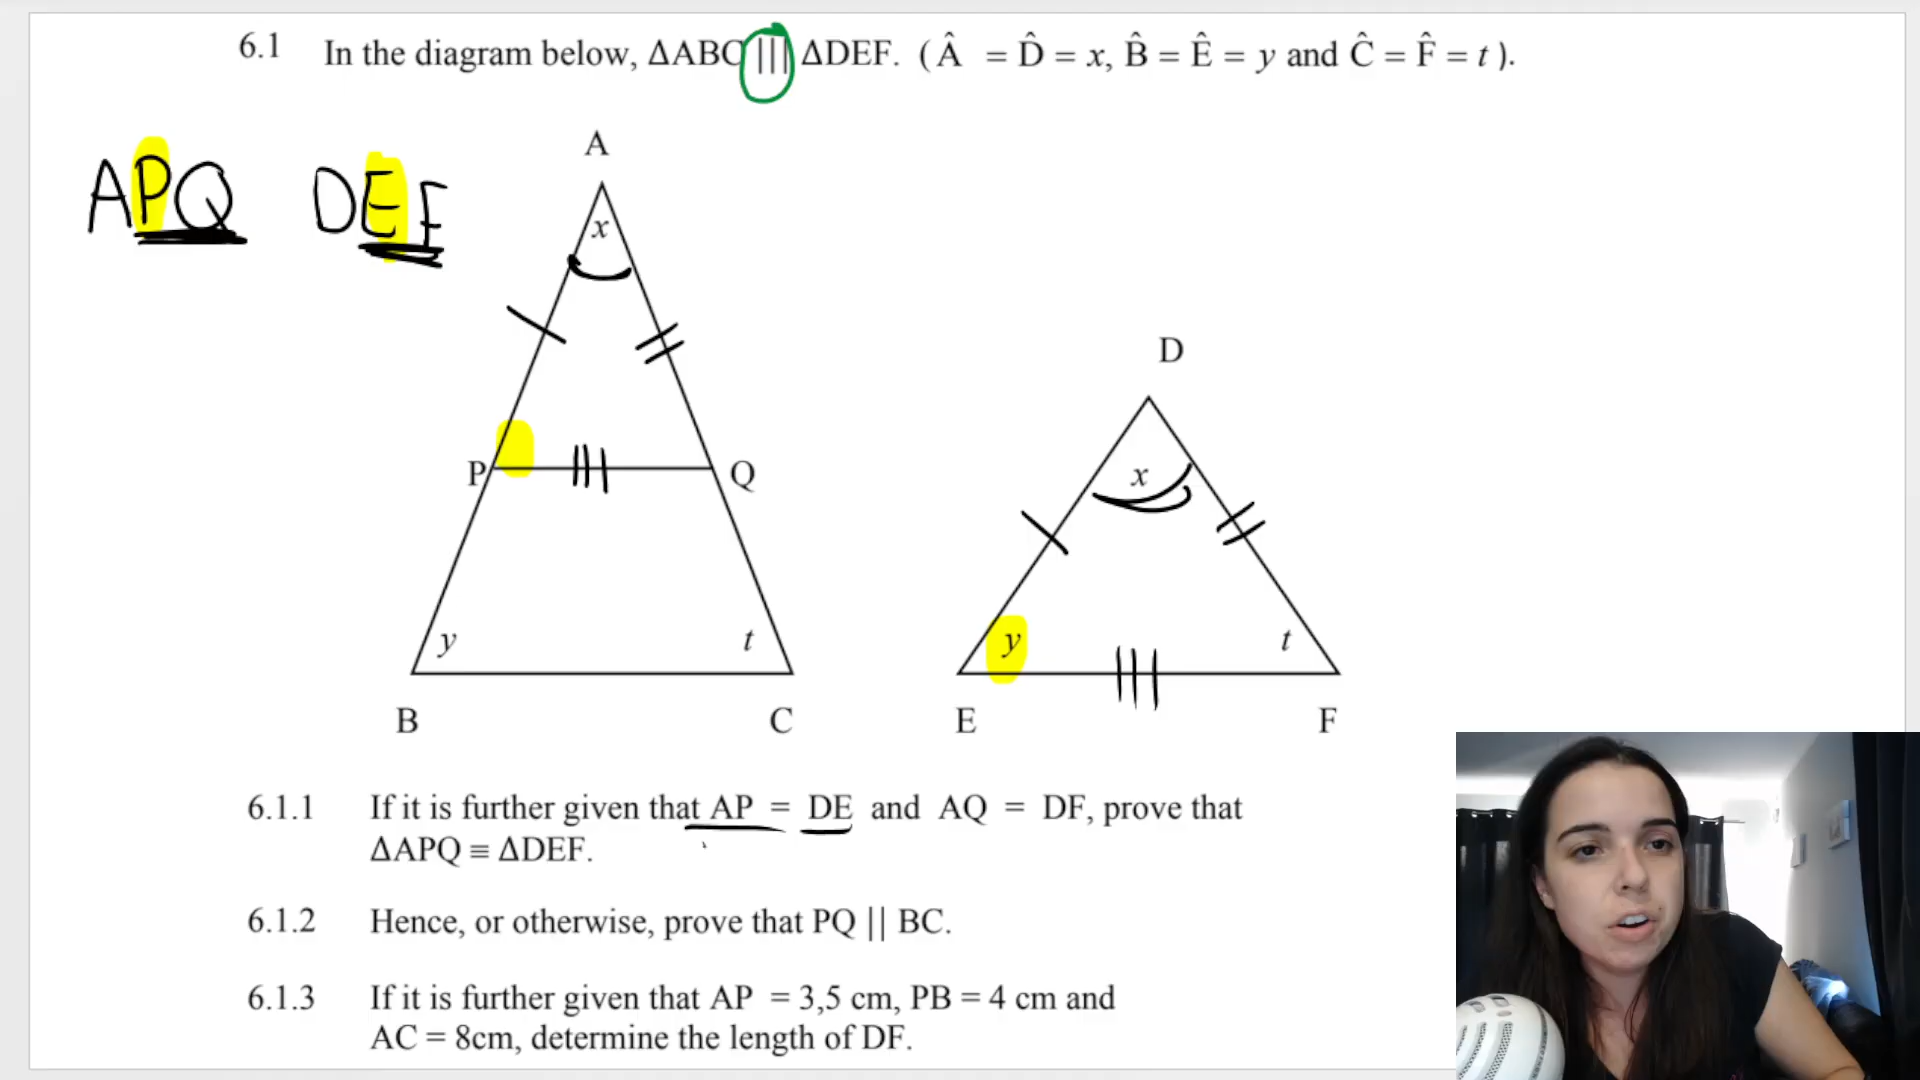 6.1 In the diagram below, ΔABC ||| ΔDEF. ( Â = D̂ = x, B̂ = Ê = y and Ĉ = F̂ = t ).
APQ DEF
A
x
D
x
P
Q
y
t
y
t
B
C
E
F
6.1.1 If it is further given that AP = DE and AQ = DF, prove that
ΔAPQ ≡ ΔDEF.
6.1.2 Hence, or otherwise, prove that PQ || BC.
6.1.3 If it is further given that AP = 3,5 cm, PB = 4 cm and
AC = 8cm, determine the length of DF.